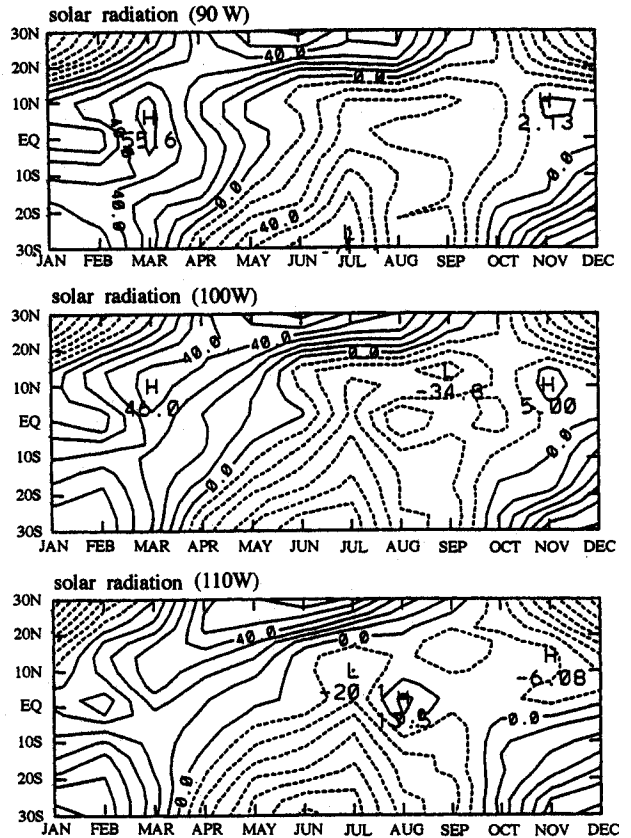 solar radiation (90 W)
30N
20N
10N
EQ
10S
20S
30S
40.0
0.0
H
H
2.13
40.0
0.0
40.0
JAN FEB MAR APR MAY JUN JUL AUG SEP OCT NOV DEC
solar radiation (100W)
30N
20N
10N
EQ
10S
20S
30S
40.0
40.0
0.0
H
46.0
L
-34.8
H
5.00
0.0
0.0
JAN FEB MAR APR MAY JUN JUL AUG SEP OCT NOV DEC
solar radiation (110W)
30N
20N
10N
EQ
10S
20S
30S
40.0
0.0
L
-20.1
H
H
-6.08
0.0
0.0
JAN FEB MAR APR MAY JUN JUL AUG SEP OCT NOV DEC